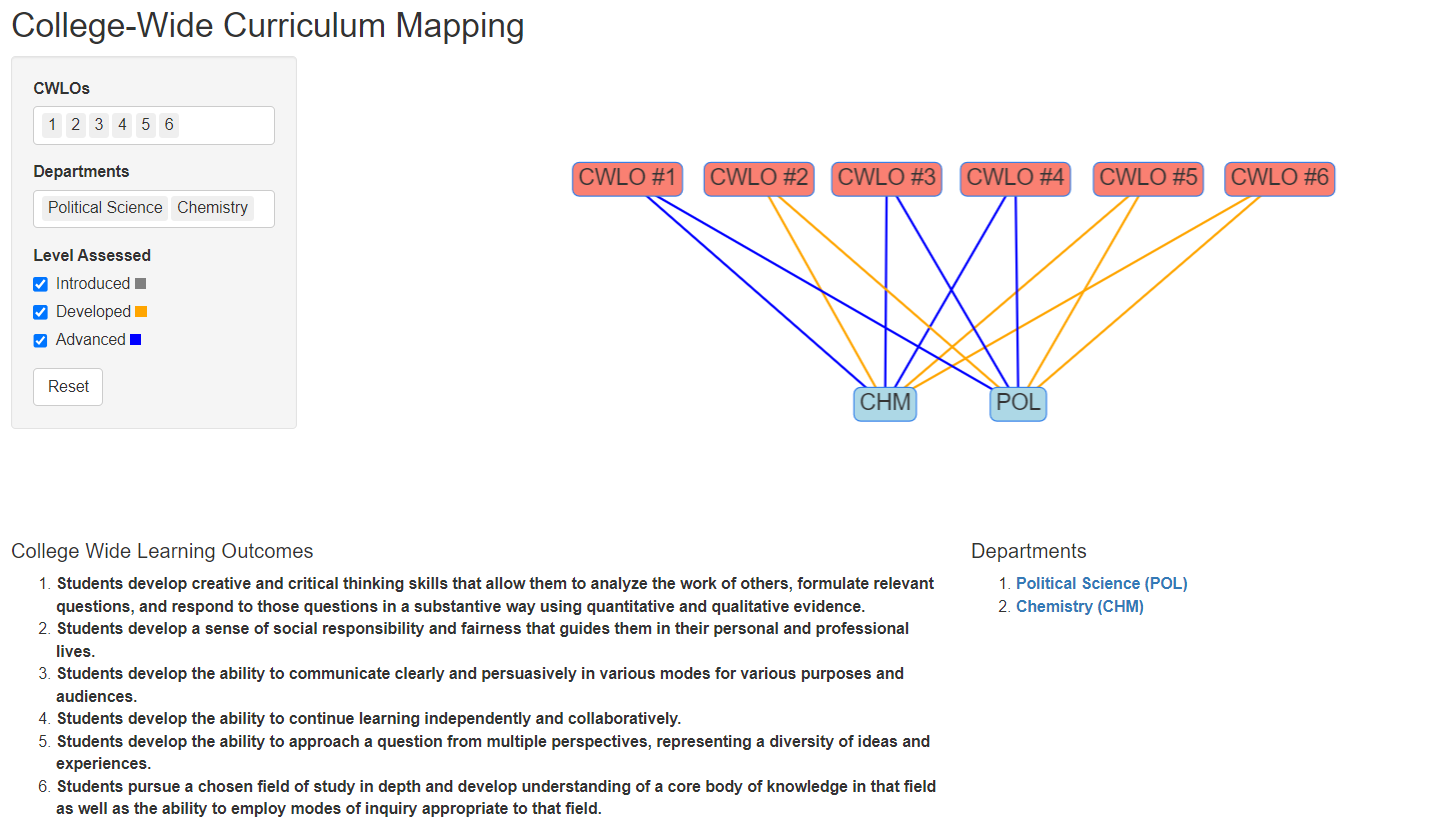 College-Wide Curriculum Mapping
CWLOs
1 2 3 4 5 6
Departments
Political Science Chemistry
Level Assessed
Introduced
Developed
Advanced
Reset
CWLO #1 CWLO #2 CWLO #3 CWLO #4 CWLO #5 CWLO #6
CHM POL
College Wide Learning Outcomes
1. Students develop creative and critical thinking skills that allow them to analyze the work of others, formulate relevant
questions, and respond to those questions in a substantive way using quantitative and qualitative evidence.
2. Students develop a sense of social responsibility and fairness that guides them in their personal and professional
lives.
3. Students develop the ability to communicate clearly and persuasively in various modes for various purposes and
audiences.
4. Students develop the ability to continue learning independently and collaboratively.
5. Students develop the ability to approach a question from multiple perspectives, representing a diversity of ideas and
experiences.
6. Students pursue a chosen field of study in depth and develop understanding of a core body of knowledge in that field
as well as the ability to employ modes of inquiry appropriate to that field.
Departments
1. Political Science (POL)
2. Chemistry (CHM)